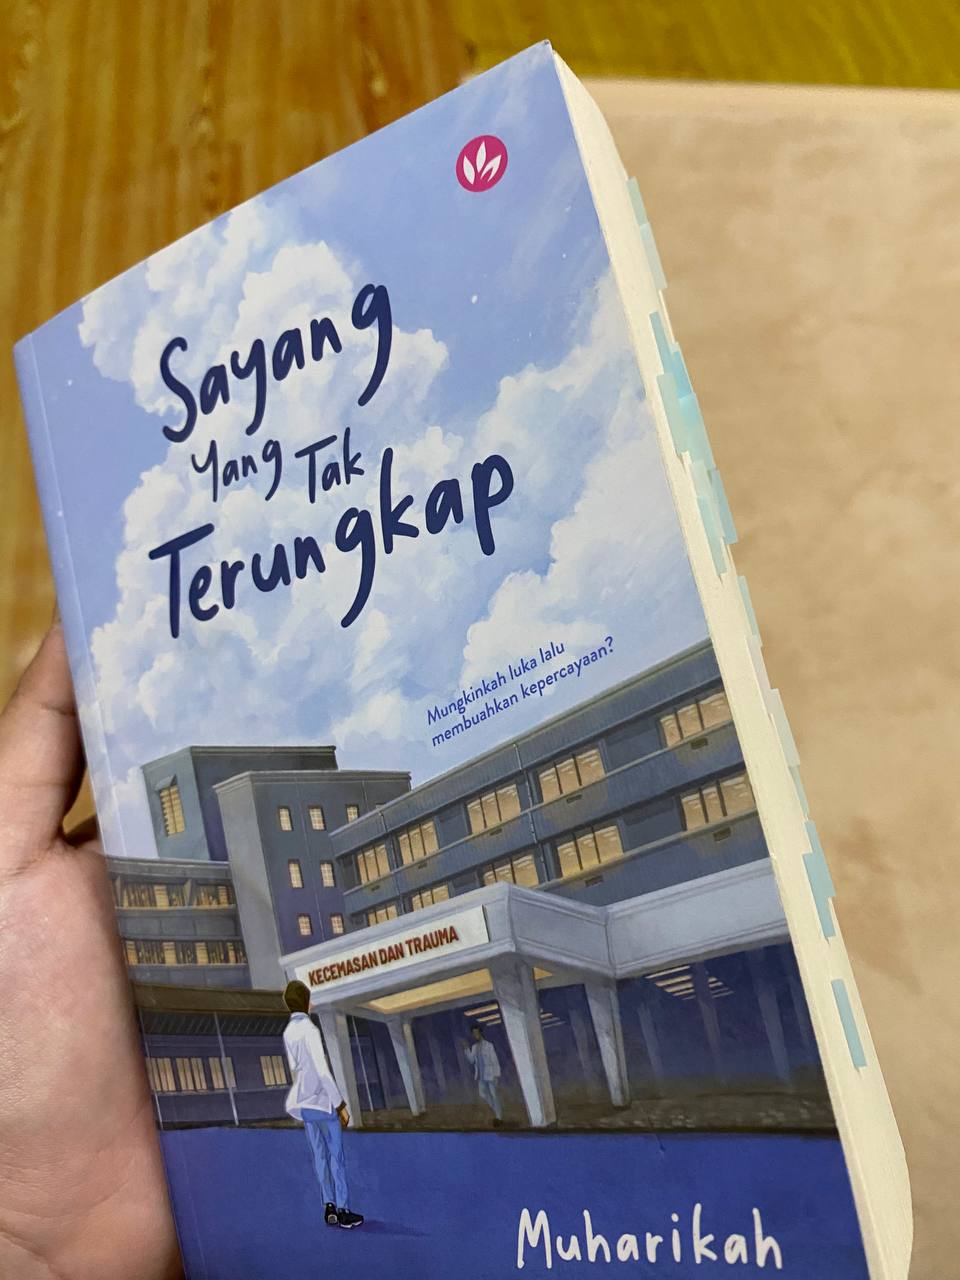 Sayang
Yang Tak
Terungkap
Mungkinkah luka lalu
membuahkan kepercayaan?
KECEMASAN DAN TRAUMA
Muharikah